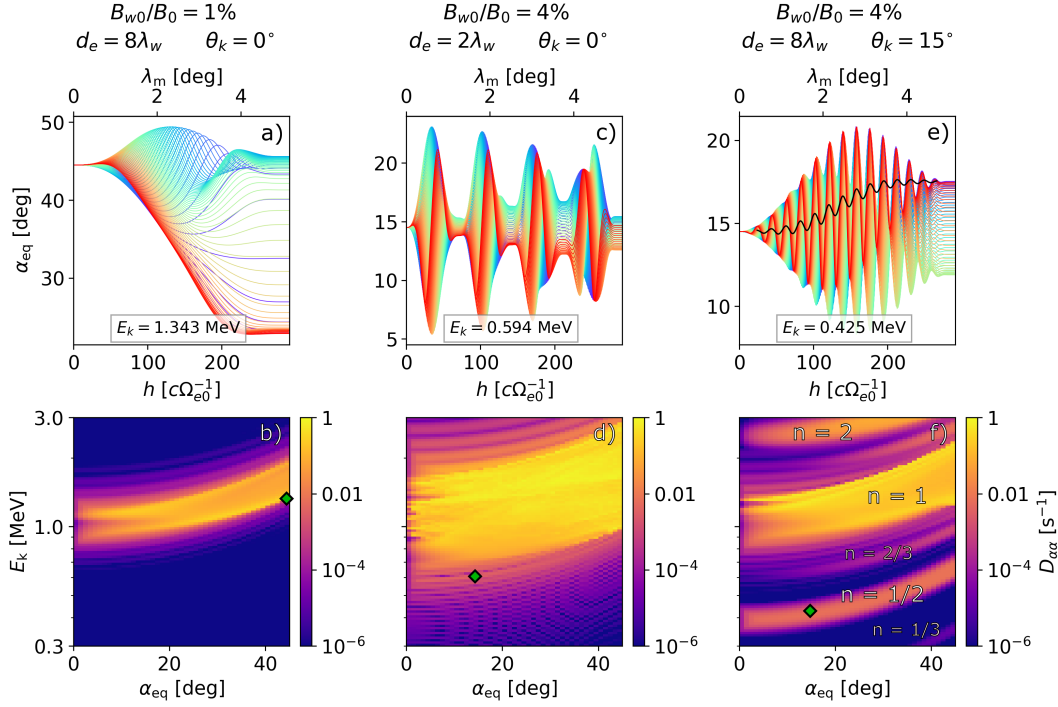 B_w0/B_0 = 1%
d_e = 8λ_w θ_k = 0°
B_w0/B_0 = 4%
d_e = 2λ_w θ_k = 0°
B_w0/B_0 = 4%
d_e = 8λ_w θ_k = 15°
λ_m [deg]
λ_m [deg]
λ_m [deg]
0 2 4
0 2 4
0 2 4
a)
c)
e)
α_eq [deg]
50
40
30
20
15
10
5
20
15
10
E_k = 1.343 MeV
E_k = 0.594 MeV
E_k = 0.425 MeV
0 100 200
0 100 200
0 100 200
h [cΩ_e0^−1]
h [cΩ_e0^−1]
h [cΩ_e0^−1]
b)
d)
f)
E_k [MeV]
3.0
1.0
0.3
1
0.01
10^−4
10^−6
1
0.01
10^−4
10^−6
n = 2
n = 1
n = 2/3
n = 1/2
n = 1/3
1
0.01
10^−4
10^−6
D_αα [s^−1]
0 20 40
0 20 40
0 20 40
α_eq [deg]
α_eq [deg]
α_eq [deg]